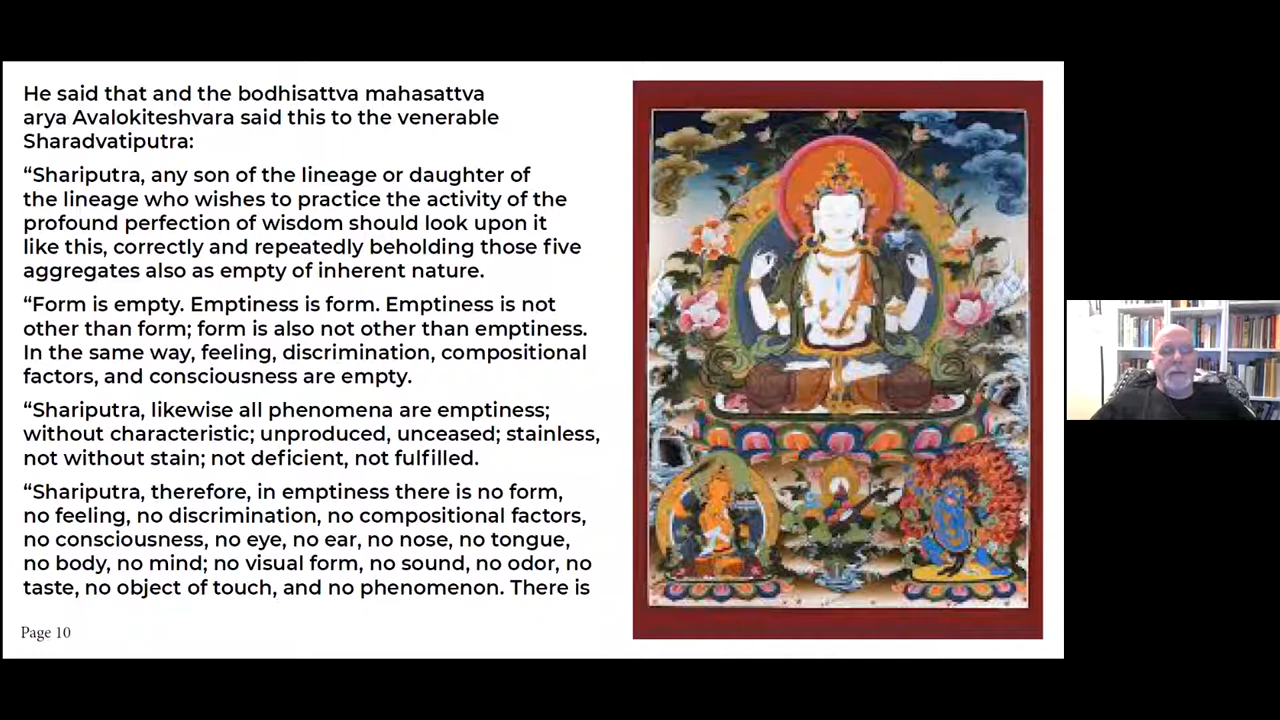 He said that and the bodhisattva mahasattva
arya Avalokiteshvara said this to the venerable
Sharadvatiputra:
“Shariputra, any son of the lineage or daughter of
the lineage who wishes to practice the activity of the
profound perfection of wisdom should look upon it
like this, correctly and repeatedly beholding those five
aggregates also as empty of inherent nature.
“Form is empty. Emptiness is form. Emptiness is not
other than form; form is also not other than emptiness.
In the same way, feeling, discrimination, compositional
factors, and consciousness are empty.
“Shariputra, likewise all phenomena are emptiness;
without characteristic; unproduced, unceased; stainless,
not without stain; not deficient, not fulfilled.
“Shariputra, therefore, in emptiness there is no form,
no feeling, no discrimination, no compositional factors,
no consciousness, no eye, no ear, no nose, no tongue,
no body, no mind; no visual form, no sound, no odor, no
taste, no object of touch, and no phenomenon. There is
Page 10